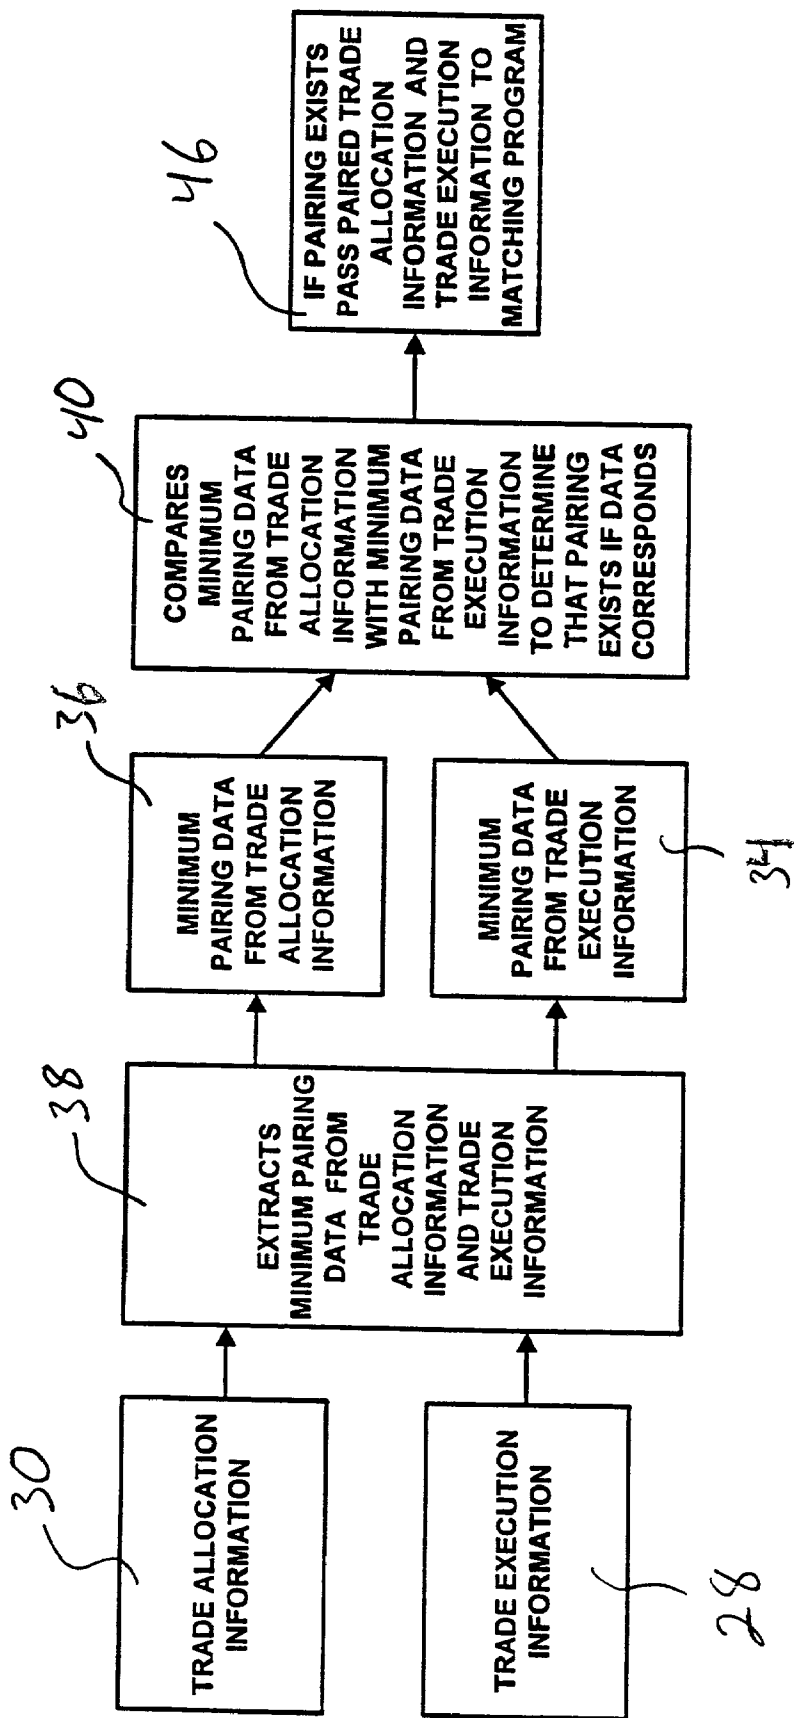 30
TRADE ALLOCATION
INFORMATION
TRADE EXECUTION
INFORMATION
28
38
EXTRACTS
MINIMUM PAIRING
DATA FROM
TRADE
ALLOCATION
INFORMATION
AND TRADE
EXECUTION
INFORMATION
36
MINIMUM
PAIRING DATA
FROM TRADE
ALLOCATION
INFORMATION
MINIMUM
PAIRING DATA
FROM TRADE
EXECUTION
INFORMATION
34
40
COMPARES
MINIMUM
PAIRING DATA
FROM TRADE
ALLOCATION
INFORMATION
WITH MINIMUM
PAIRING DATA
FROM TRADE
EXECUTION
INFORMATION
TO DETERMINE
THAT PAIRING
EXISTS IF DATA
CORRESPONDS
46
IF PAIRING EXISTS
PASS PAIRED TRADE
ALLOCATION
INFORMATION AND
TRADE EXECUTION
INFORMATION TO
MATCHING PROGRAM